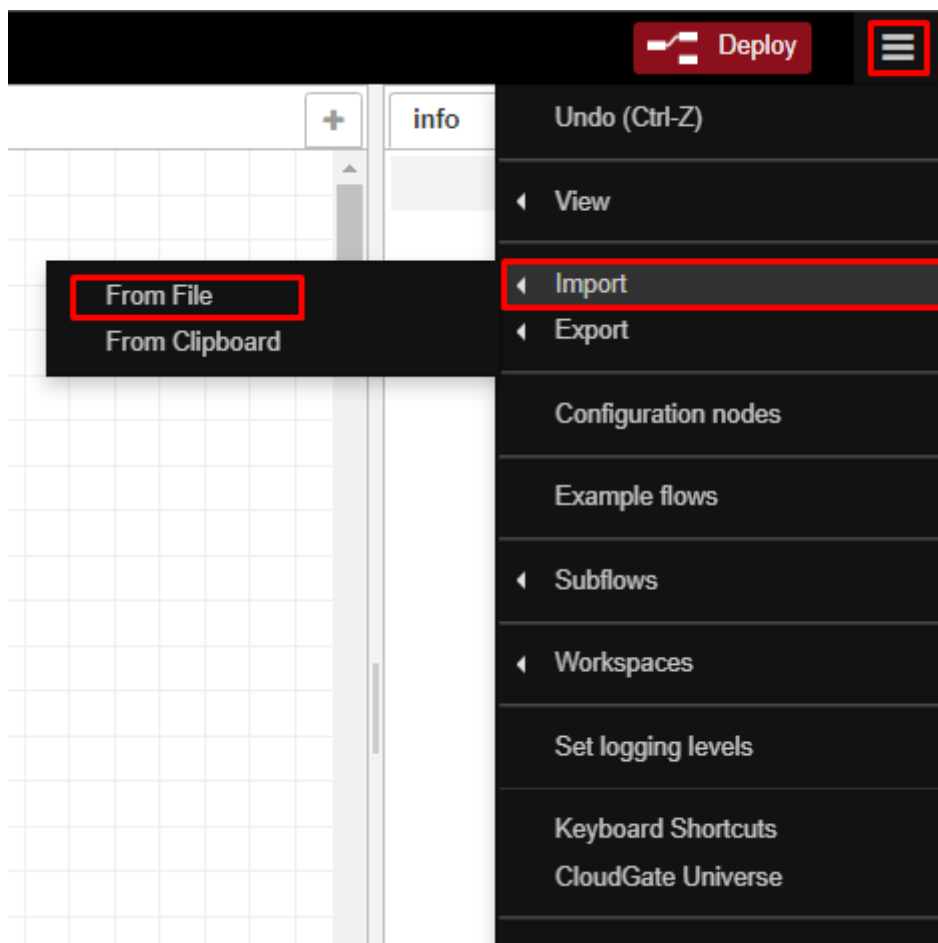 Deploy
+
info
Undo (Ctrl-Z)
View
Import
From File
From Clipboard
Export
Configuration nodes
Example flows
Subflows
Workspaces
Set logging levels
Keyboard Shortcuts
CloudGate Universe